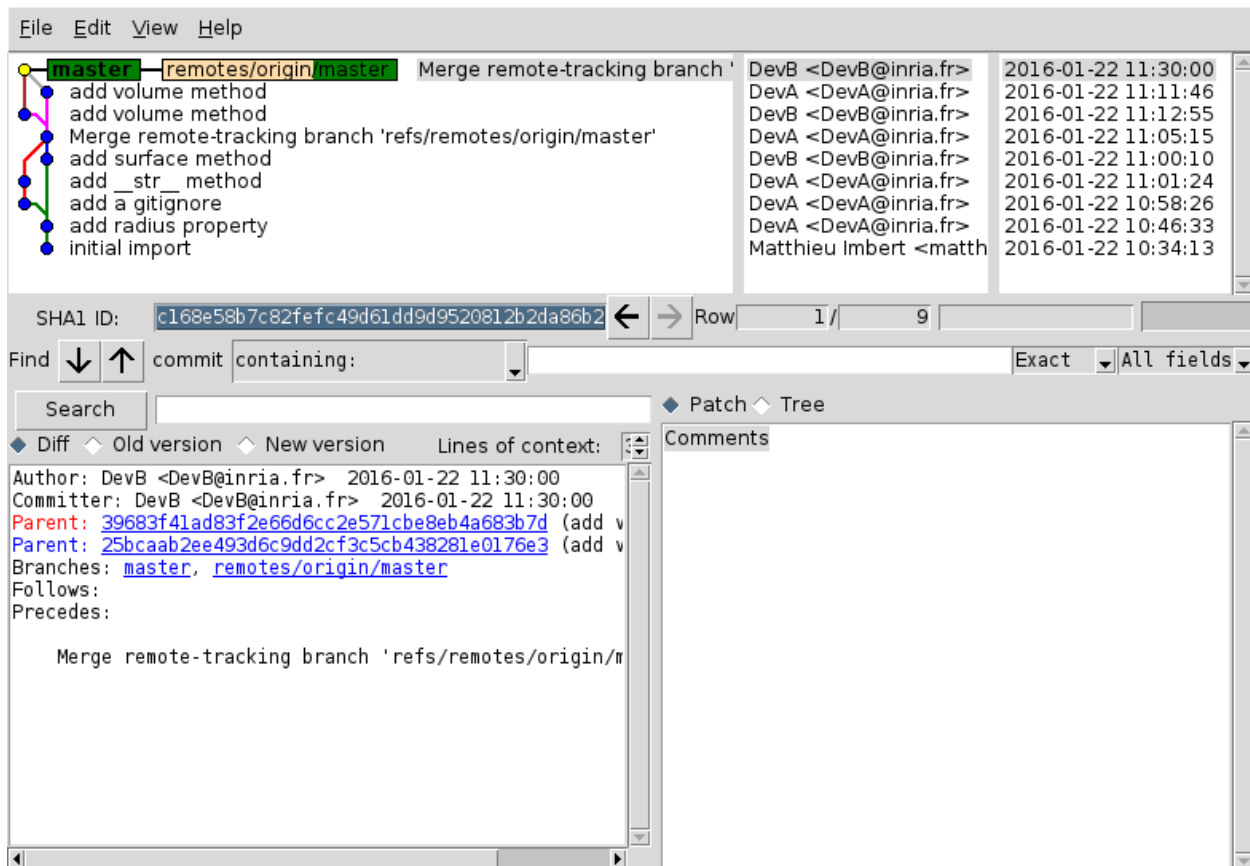 File Edit View Help
master remotes/origin/master Merge remote-tracking branch ' DevB <DevB@inria.fr> 2016-01-22 11:30:00
add volume method DevA <DevA@inria.fr> 2016-01-22 11:11:46
add volume method DevB <DevB@inria.fr> 2016-01-22 11:12:55
Merge remote-tracking branch 'refs/remotes/origin/master' DevA <DevA@inria.fr> 2016-01-22 11:05:15
add surface method DevB <DevB@inria.fr> 2016-01-22 11:00:10
add __str__ method DevA <DevA@inria.fr> 2016-01-22 11:01:24
add a gitignore DevA <DevA@inria.fr> 2016-01-22 10:58:26
add radius property DevA <DevA@inria.fr> 2016-01-22 10:46:33
initial import Matthieu Imbert <matth 2016-01-22 10:34:13
SHA1 ID: c168e58b7c82fefc49d61dd9d9520812b2da86b2 Row 1/ 9
Find commit containing: Exact All fields
Search
Patch Tree
Diff Old version New version Lines of context: 3
Comments
Author: DevB <DevB@inria.fr> 2016-01-22 11:30:00
Committer: DevB <DevB@inria.fr> 2016-01-22 11:30:00
Parent: 39683f41ad83f2e66d6cc2e571cbe8eb4a683b7d (add v
Parent: 25bcaab2ee493d6c9dd2cf3c5cb438281e0176e3 (add v
Branches: master, remotes/origin/master
Follows:
Precedes:
Merge remote-tracking branch 'refs/remotes/origin/m